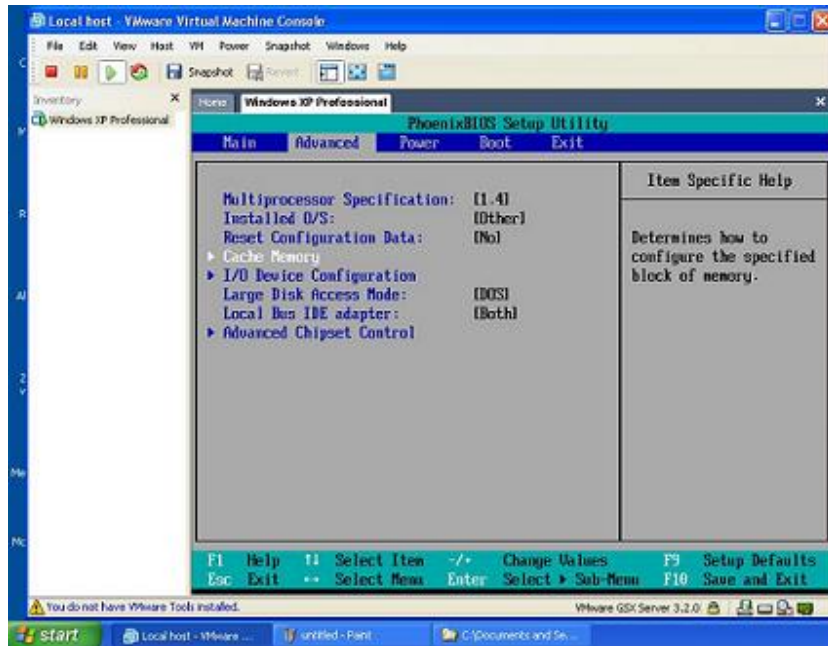 Local host - VMware Virtual Machine Console
File Edit View Host VM Power Snapshot Windows Help
Snapshot Revert
Inventory
Windows XP Professional
Home Windows XP Professional
PhoenixBIOS Setup Utility
Main Advanced Power Boot Exit
Multiprocessor Specification: [1.4]
Installed O/S: [Other]
Reset Configuration Data: [No]
Cache Memory
I/O Device Configuration
Large Disk Access Mode: [DOS]
Local Bus IDE adapter: [Both]
Advanced Chipset Control
Item Specific Help
Determines how to
configure the specified
block of memory.
F1 Help ↑↓ Select Item -/+ Change Values F9 Setup Defaults
Esc Exit ↔ Select Menu Enter Select ▶ Sub-Menu F10 Save and Exit
You do not have VMware Tools installed.
VMware GSX Server 3.2.0
start
Local host - VMware ...
untitled - Paint
C:\Documents and Se...